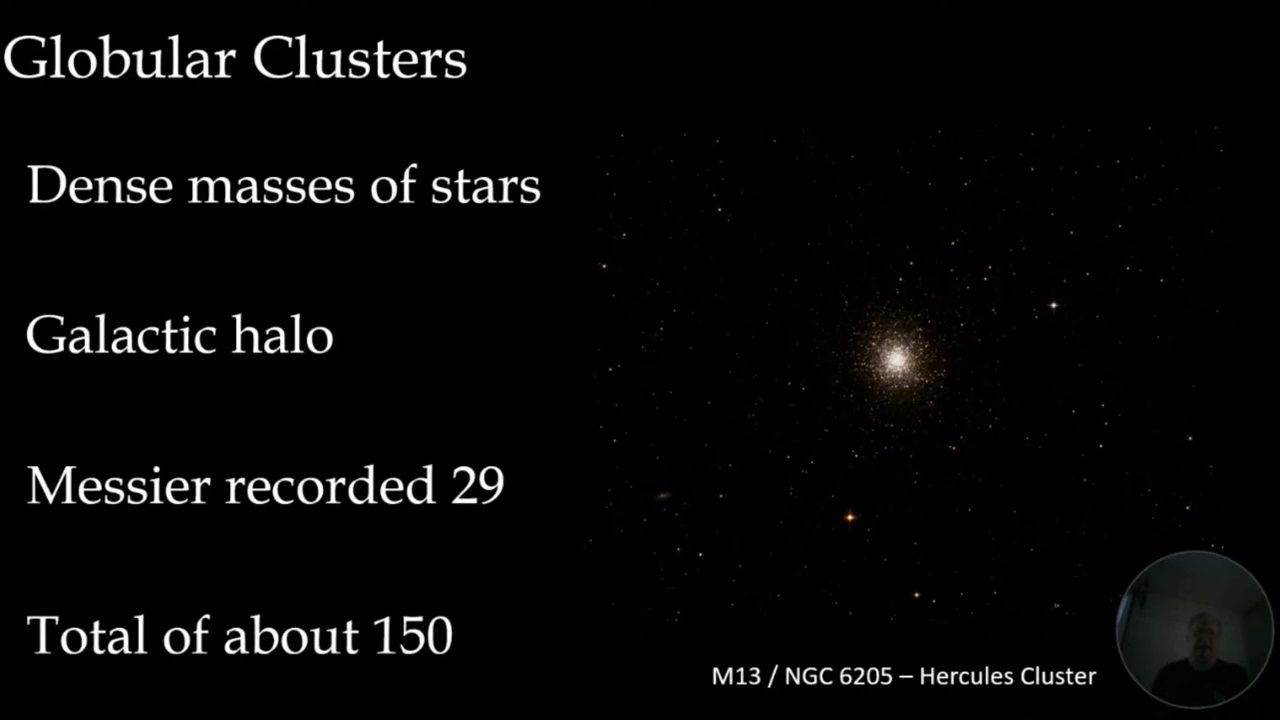 Globular Clusters
Dense masses of stars
Galactic halo
Messier recorded 29
Total of about 150
M13 / NGC 6205 – Hercules Cluster